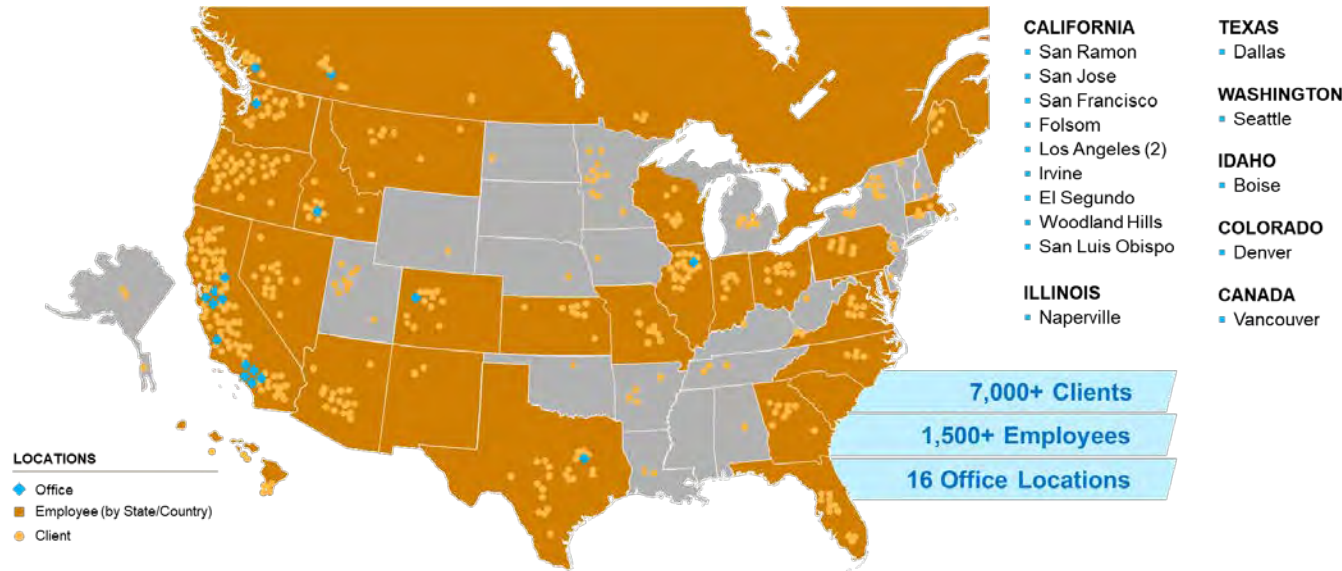 CALIFORNIA
San Ramon
San Jose
San Francisco
Folsom
Los Angeles (2)
Irvine
El Segundo
Woodland Hills
San Luis Obispo
ILLINOIS
Naperville
TEXAS
Dallas
WASHINGTON
Seattle
IDAHO
Boise
COLORADO
Denver
CANADA
Vancouver
7,000+ Clients
1,500+ Employees
16 Office Locations
LOCATIONS
Office
Employee (by State/Country)
Client